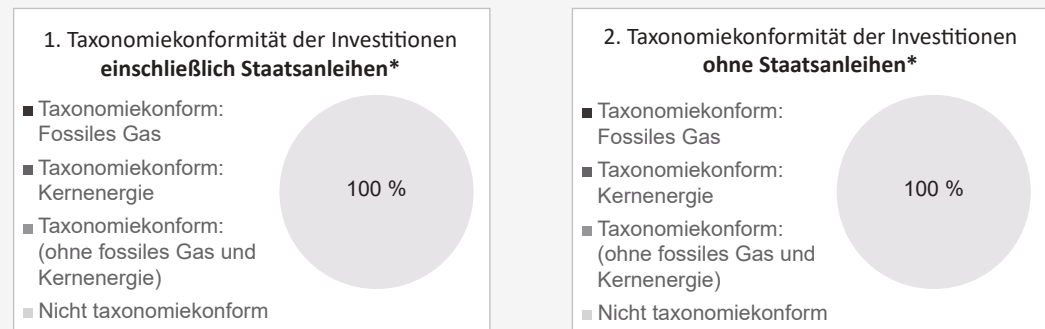 1. Taxonomiekonformität der Investitionen
einschließlich Staatsanleihen*
Taxonomiekonform:
Fossiles Gas
Taxonomiekonform:
Kernenergie
Taxonomiekonform:
(ohne fossiles Gas und
Kernenergie)
Nicht taxonomiekonform
100 %
2. Taxonomiekonformität der Investitionen
ohne Staatsanleihen*
Taxonomiekonform:
Fossiles Gas
Taxonomiekonform:
Kernenergie
Taxonomiekonform:
(ohne fossiles Gas und
Kernenergie)
Nicht taxonomiekonform
100 %